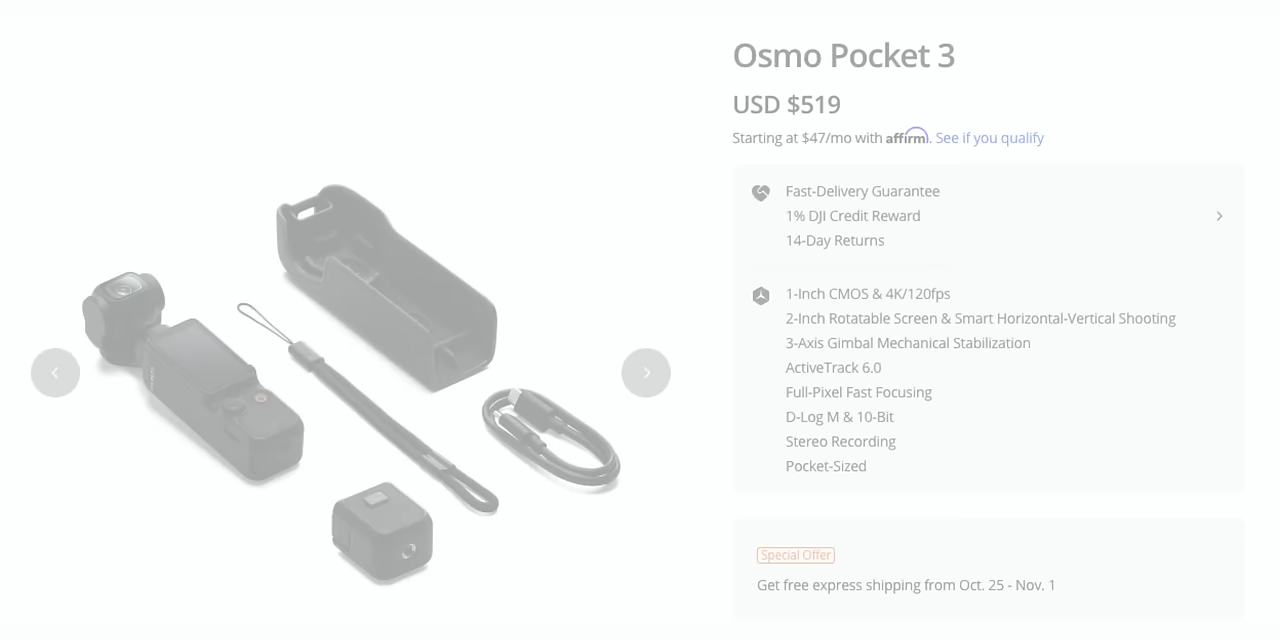 Osmo Pocket 3
USD $519
Starting at $47/mo with affirm. See if you qualify
Fast-Delivery Guarantee
1% DJI Credit Reward
14-Day Returns
1-Inch CMOS & 4K/120fps
2-Inch Rotatable Screen & Smart Horizontal-Vertical Shooting
3-Axis Gimbal Mechanical Stabilization
ActiveTrack 6.0
Full-Pixel Fast Focusing
D-Log M & 10-Bit
Stereo Recording
Pocket-Sized
Special Offer
Get free express shipping from Oct. 25 - Nov. 1